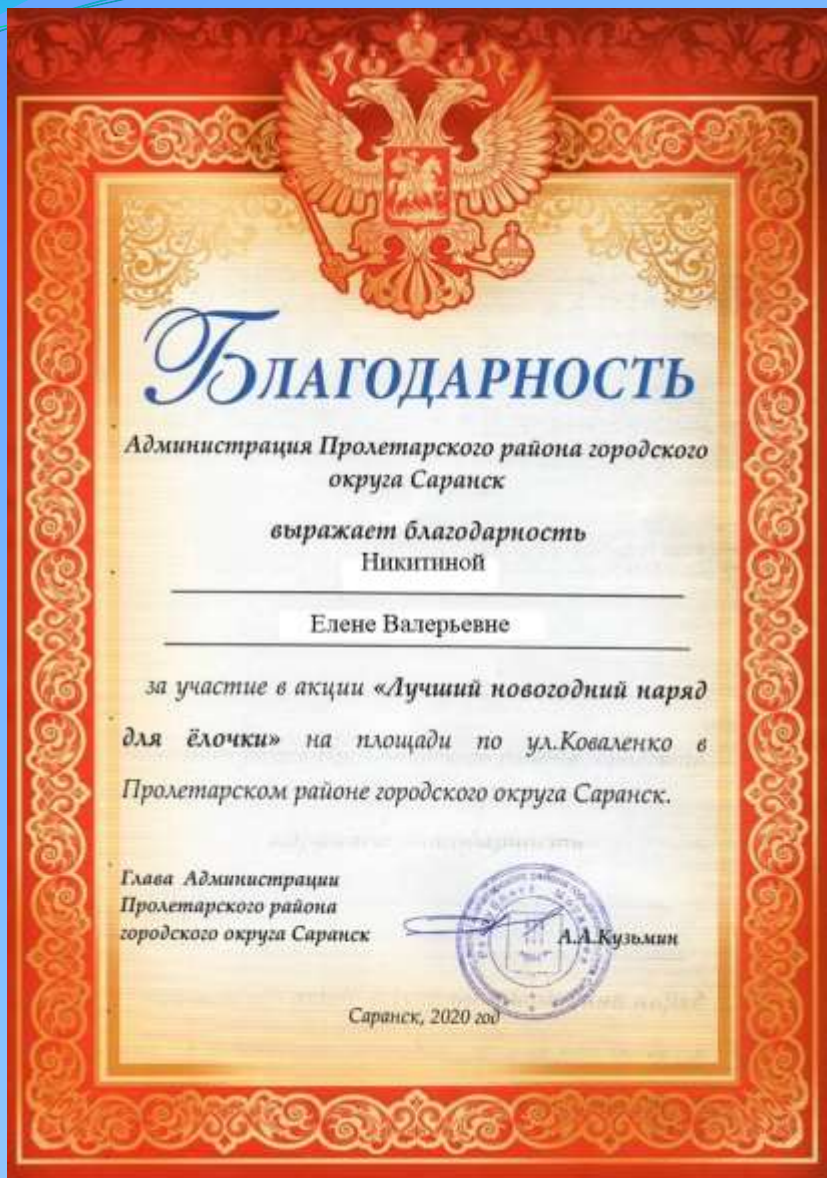 БЛАГОДАРНОСТЬ
Администрация Пролетарского района городского
округа Саранск
выражает благодарность
Никитиной
Елене Валерьевне
за участие в акции «Лучший новогодний наряд
для ёлочки» на площади по ул.Коваленко в
Пролетарском районе городского округа Саранск.
Глава Администрации
Пролетарского района
городского округа Саранск
А.А.Кузьмин
Саранск, 2020 год